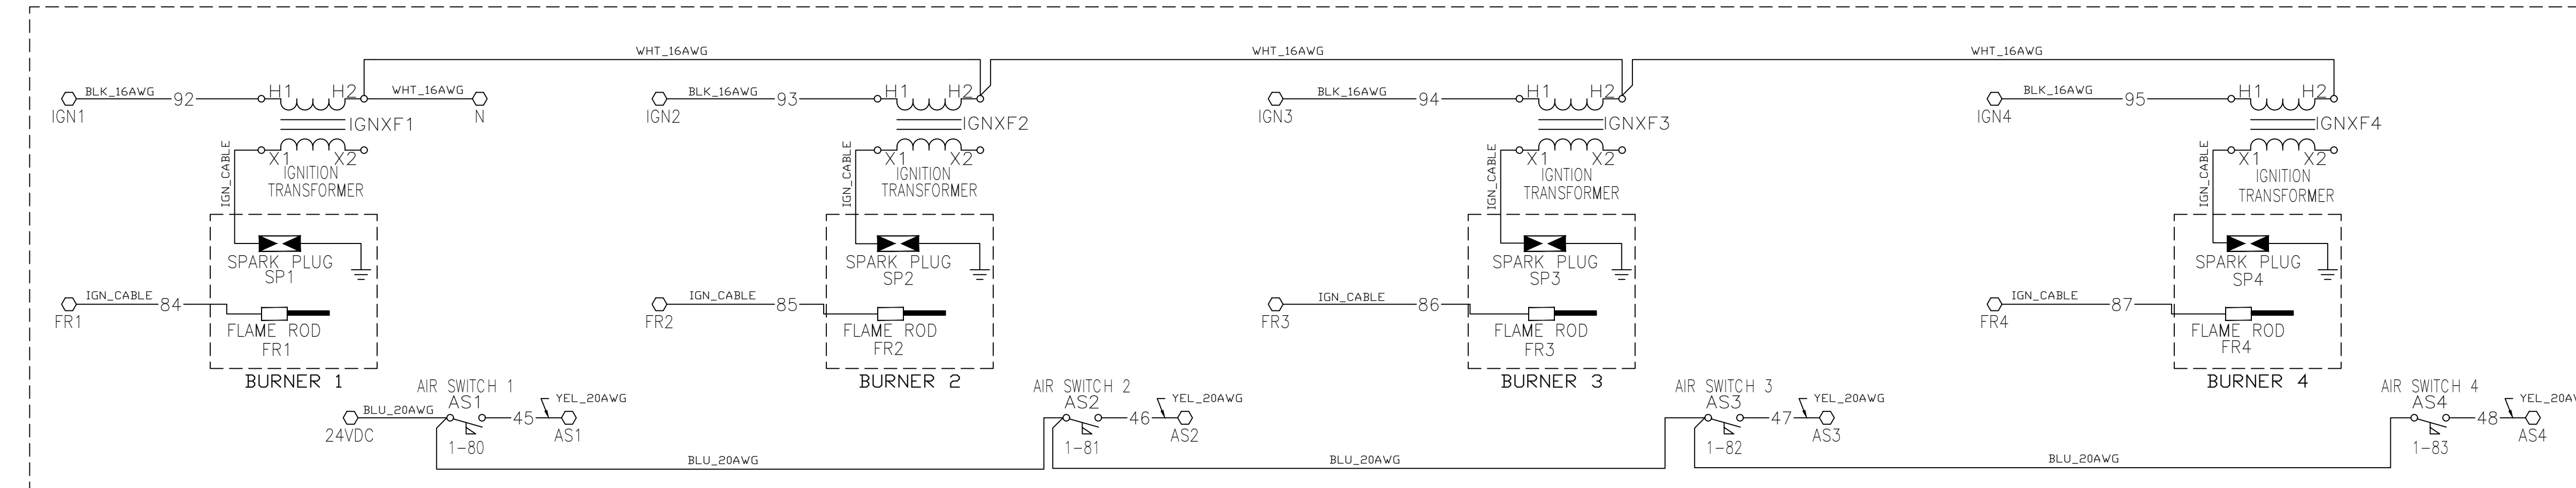 WHT_16AWG
WHT_16AWG
WHT_16AWG
BLK_16AWG 92 H1 H2 WHT_16AWG
IGN1 N
IGNXF1
IGN_CABLE
X1 X2
IGNITION
TRANSFORMER
SPARK PLUG
SP1
IGN_CABLE 84
FR1
FLAME ROD
FR1
BURNER 1
BLK_16AWG 93 H1 H2
IGN2
IGNXF2
IGN_CABLE
X1 X2
IGNITION
TRANSFORMER
SPARK PLUG
SP2
IGN_CABLE 85
FR2
FLAME ROD
FR2
BURNER 2
BLK_16AWG 94 H1 H2
IGN3
IGNXF3
IGN_CABLE
X1 X2
IGNTION
TRANSFORMER
SPARK PLUG
SP3
IGN_CABLE 86
FR3
FLAME ROD
FR3
BURNER 3
BLK_16AWG 95 H1 H2
IGN4
IGNXF4
IGN_CABLE
X1 X2
IGNITION
TRANSFORMER
SPARK PLUG
SP4
IGN_CABLE 87
FR4
FLAME ROD
FR4
BURNER 4
AIR SWITCH 1
AS1
YEL_20AWG
BLU_20AWG 45
24VDC AS1
1-80
BLU_20AWG
AIR SWITCH 2
AS2
YEL_20AWG
46
AS2
1-81
BLU_20AWG
AIR SWITCH 3
AS3
YEL_20AWG
47
AS3
1-82
BLU_20AWG
AIR SWITCH 4
AS4
48
AS4
1-83